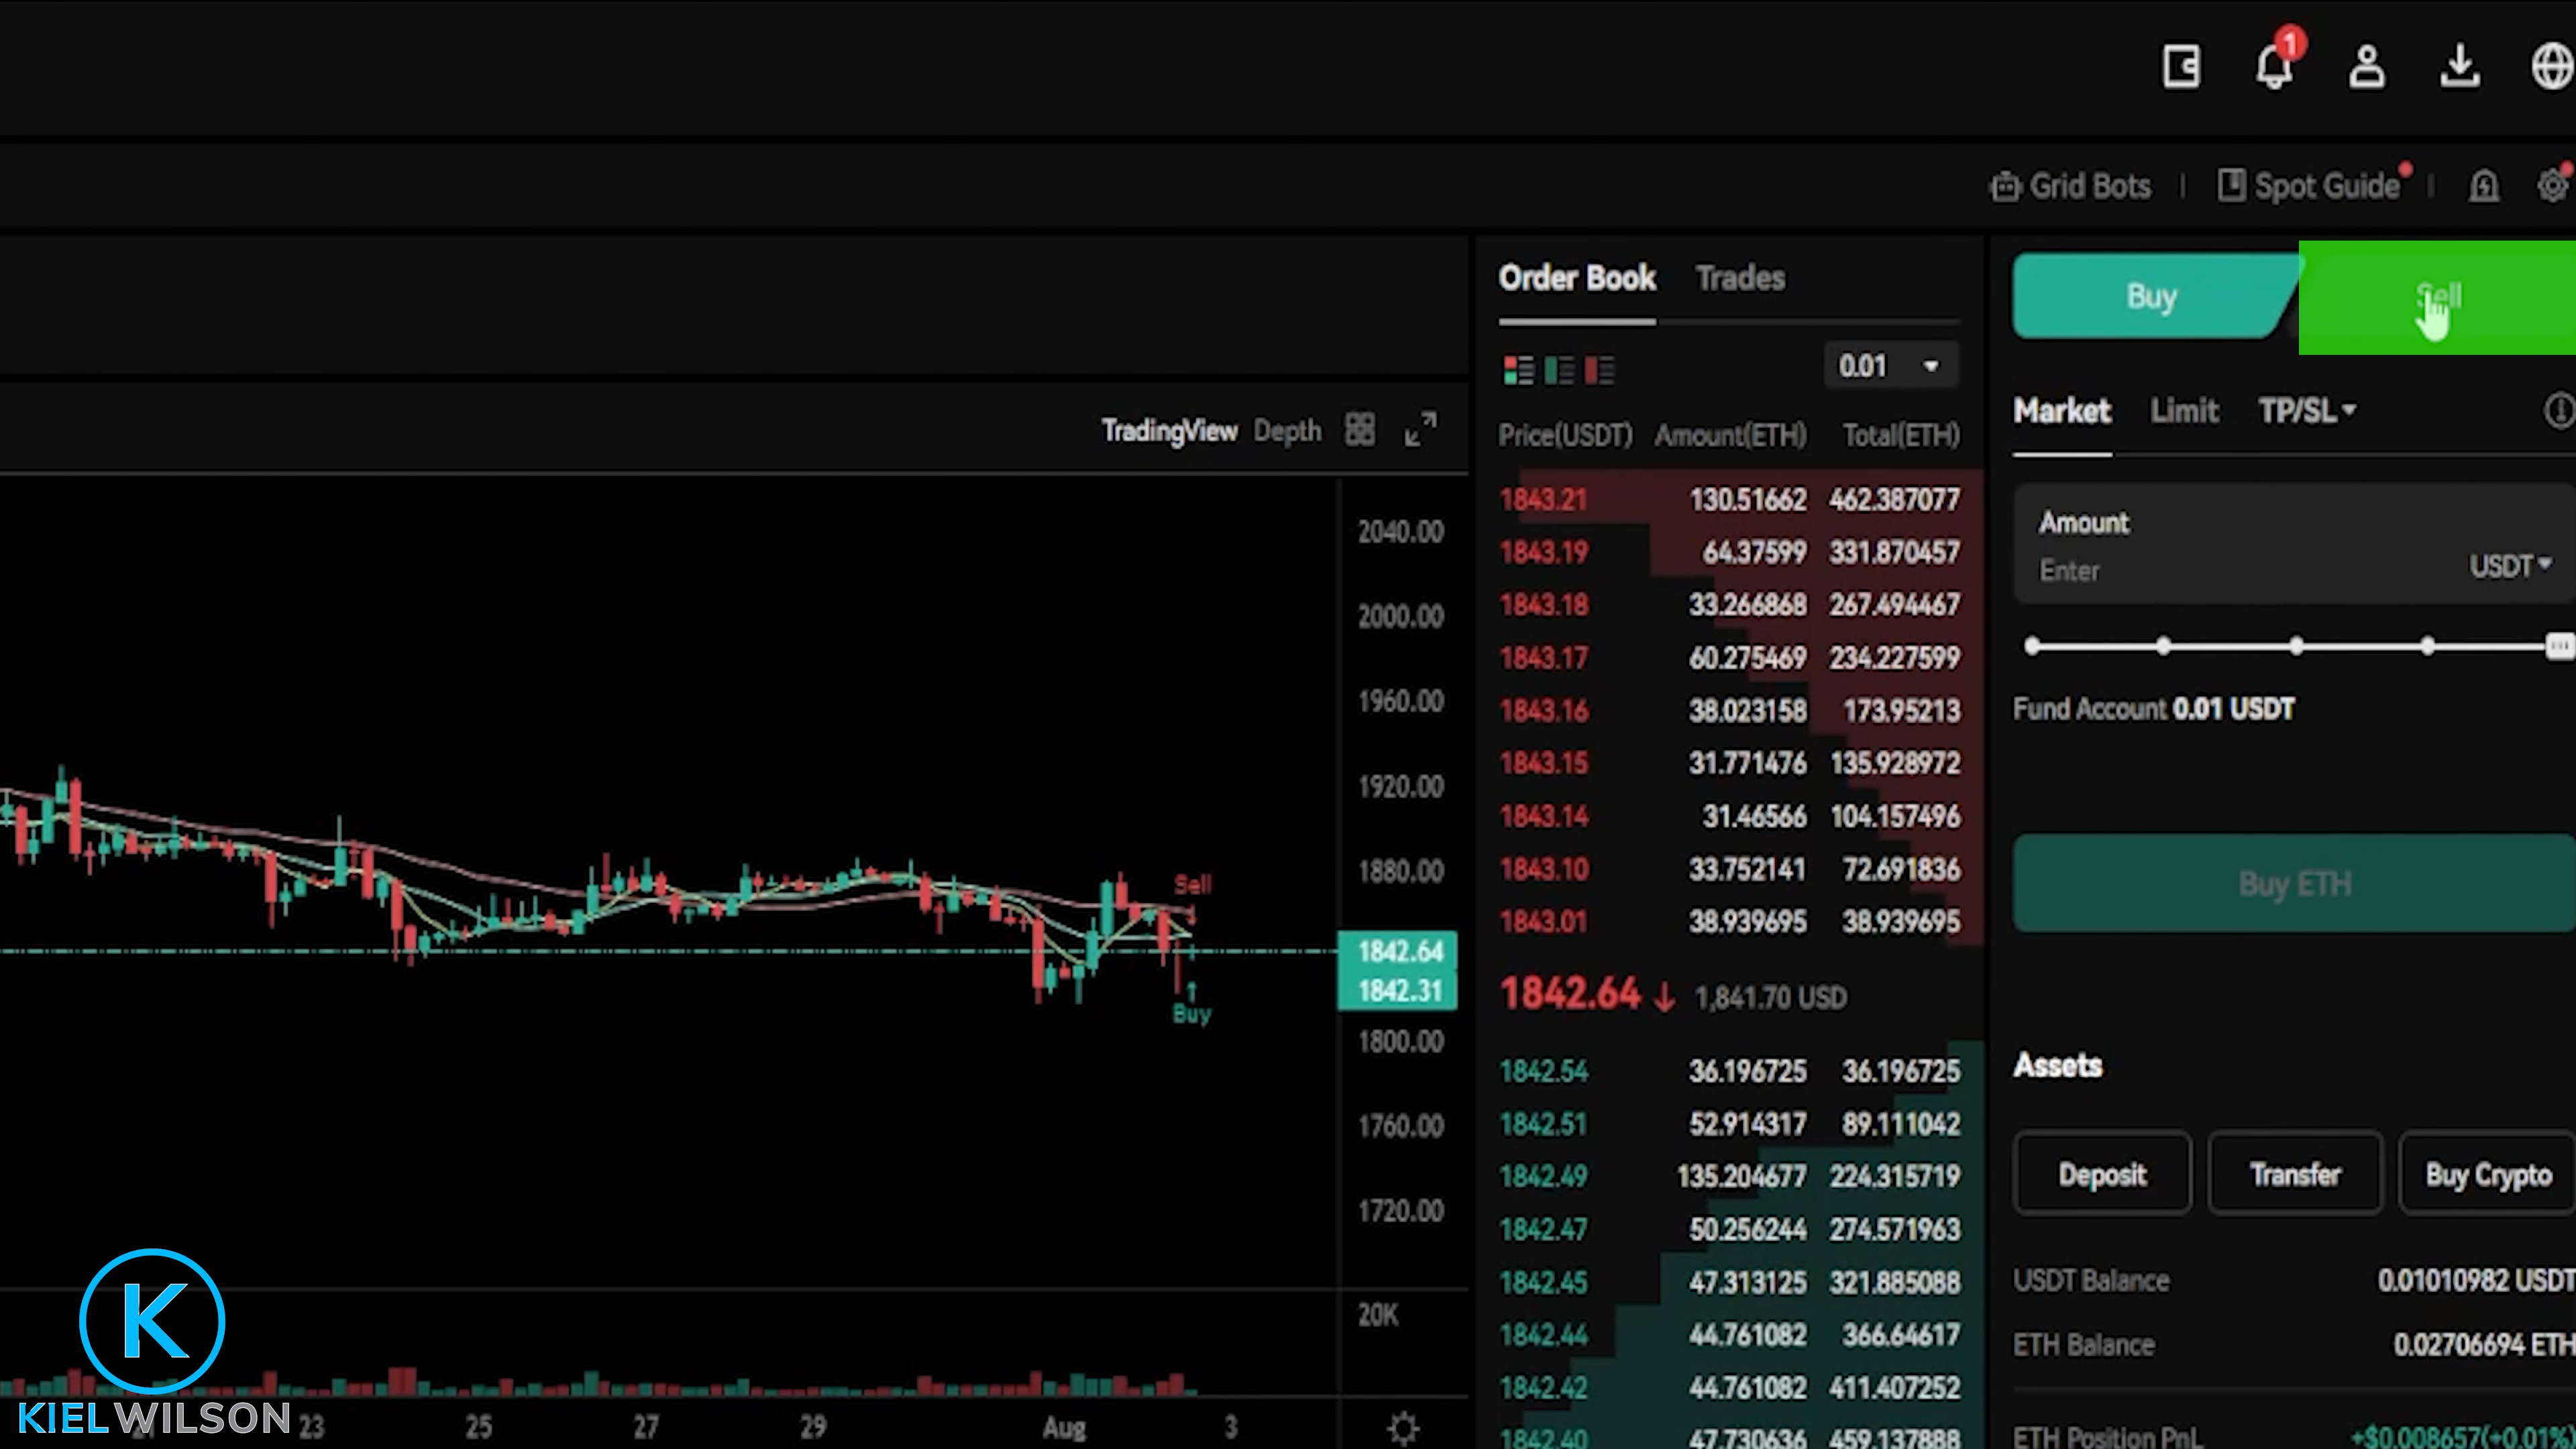 1
Grid Bots
Spot Guide
Order Book Trades
Buy
Sell
0.01
Market Limit TP/SL
TradingView Depth
Price(USDT) Amount(ETH) Total(ETH)
1843.21 130.51662 462.387077
1843.19 64.37599 331.870457
1843.18 33.266868 267.494467
1843.17 60.275469 234.227599
1843.16 38.023158 173.95213
1843.15 31.771476 135.928972
1843.14 31.46566 104.157496
1843.10 33.752141 72.691836
1843.01 38.939695 38.939695
1842.64 1,841.70 USD
1842.54 36.196725 36.196725
1842.51 52.914317 89.111042
1842.49 135.204677 224.315719
1842.47 50.256244 274.571963
1842.45 47.313125 321.885088
1842.44 44.761082 366.64617
1842.42 44.761082 411.407252
1842.40 47.730636 459.137888
Amount
Enter
USDT
Fund Account 0.01 USDT
Buy ETH
Assets
Deposit Transfer Buy Crypto
USDT Balance 0.01010982 USDT
ETH Balance 0.02706694 ETH
ETH Position PnL +$0.008657(+0.01%
2040.00
2000.00
1960.00
1920.00
1880.00
1842.64
1842.31
1800.00
1760.00
1720.00
20K
Sell
Buy
23 25 27 29 Aug 3
K
KIEL WILSON